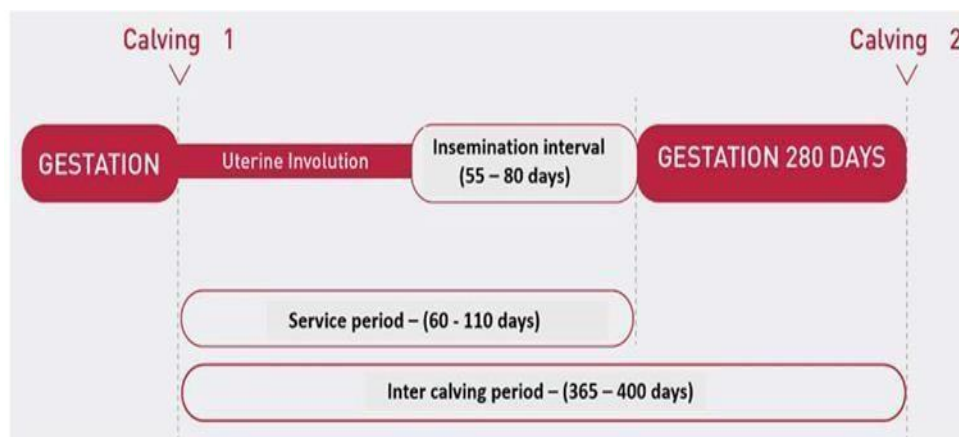 Calving 1
Calving 2
GESTATION
Uterine Involution
Insemination interval
(55 – 80 days)
GESTATION 280 DAYS
Service period – (60 - 110 days)
Inter calving period – (365 – 400 days)